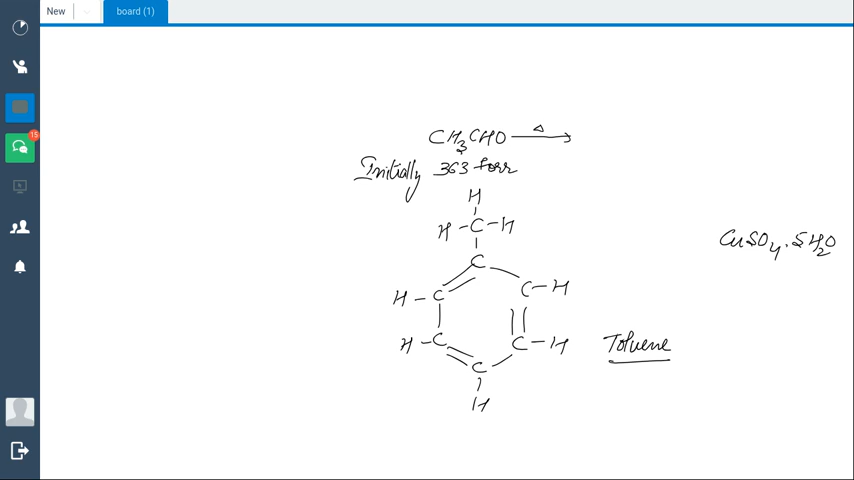 New
board (1)
15
CH3CHO Δ
Initially 363 torr
H
H-C-H
C
H-C C-H
CuSO4.5H2O
H-C C-H
Toluene
C
H